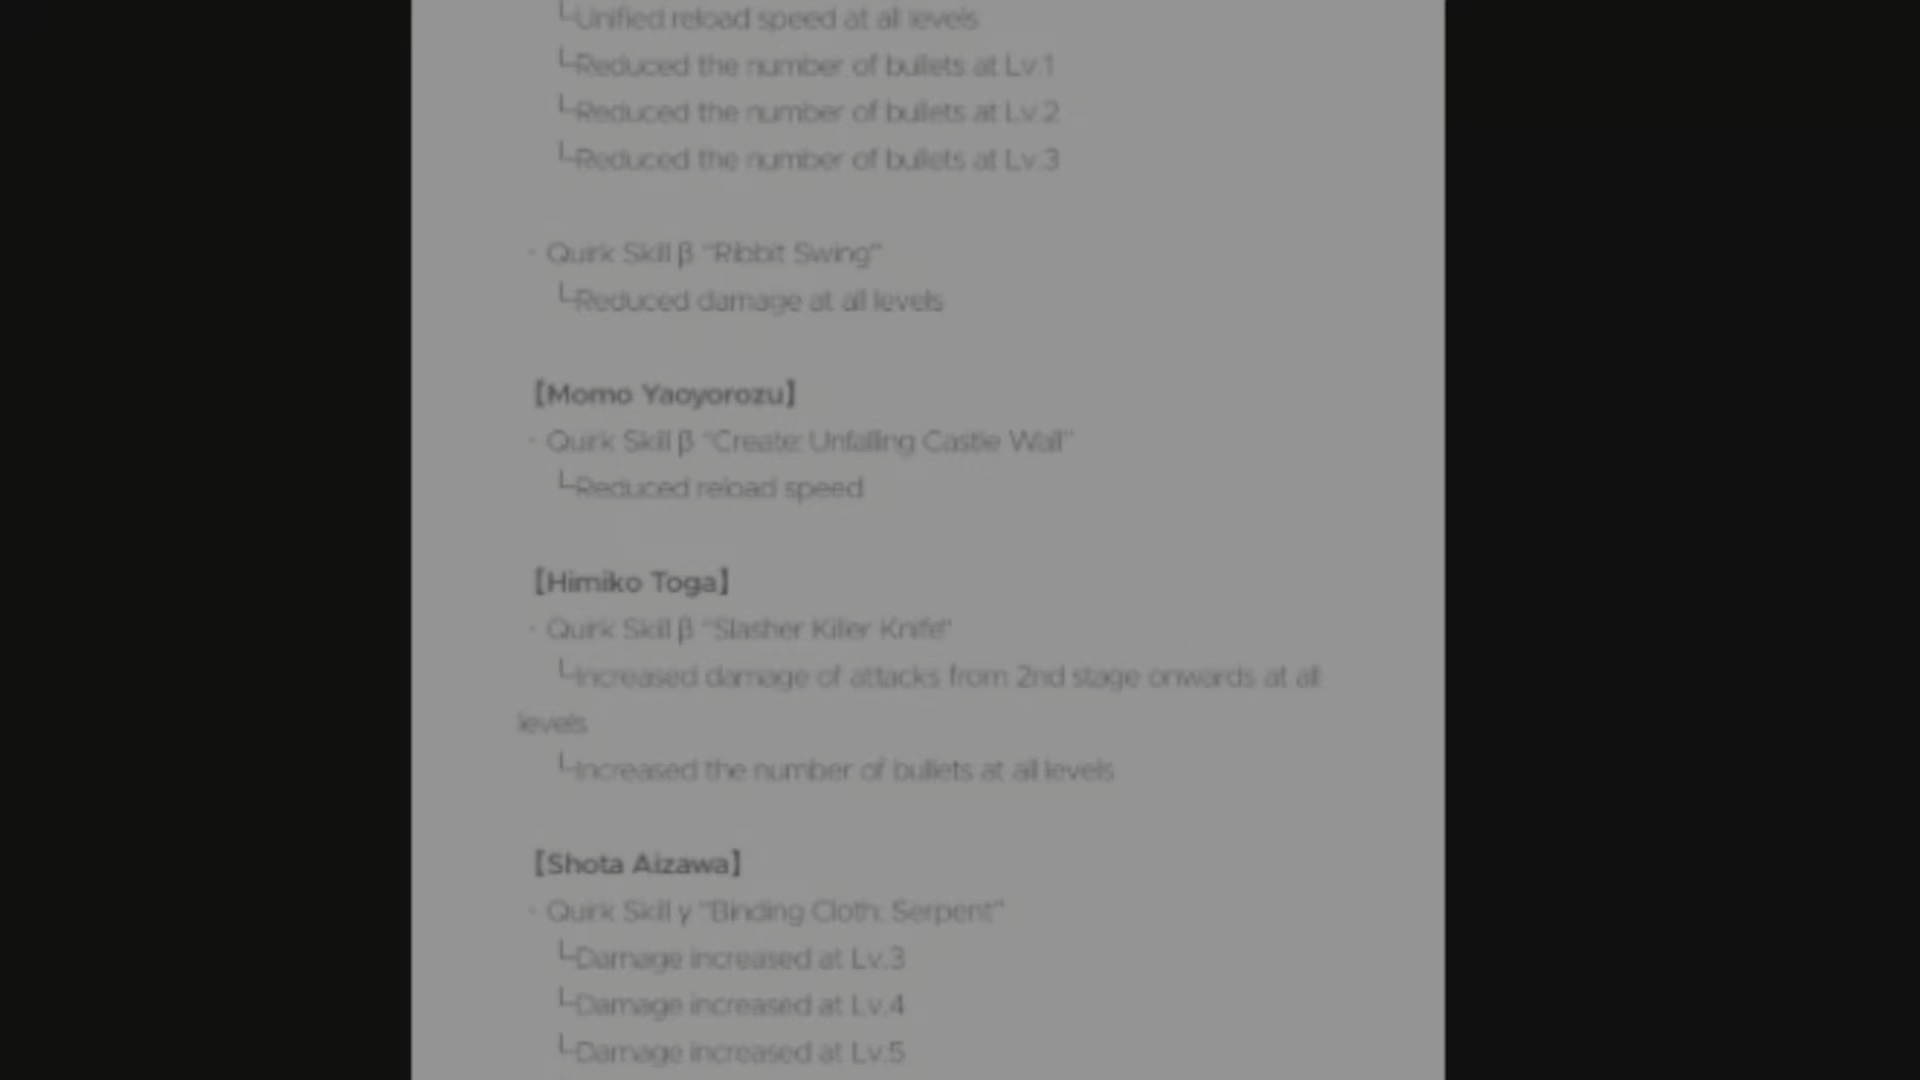 └Unified reload speed at all levels
└Reduced the number of bullets at Lv.1
└Reduced the number of bullets at Lv.2
└Reduced the number of bullets at Lv.3
· Quirk Skill β "Ribbit Swing"
└Reduced damage at all levels
[Momo Yaoyorozu]
· Quirk Skill β "Create: Unfalling Castle Wall"
└Reduced reload speed
[Himiko Toga]
· Quirk Skill β "Slasher Killer Knife"
└Increased damage of attacks from 2nd stage onwards at all
levels
└Increased the number of bullets at all levels
[Shota Aizawa]
· Quirk Skill γ "Binding Cloth: Serpent"
└Damage increased at Lv.3
└Damage increased at Lv.4
└Damage increased at Lv.5